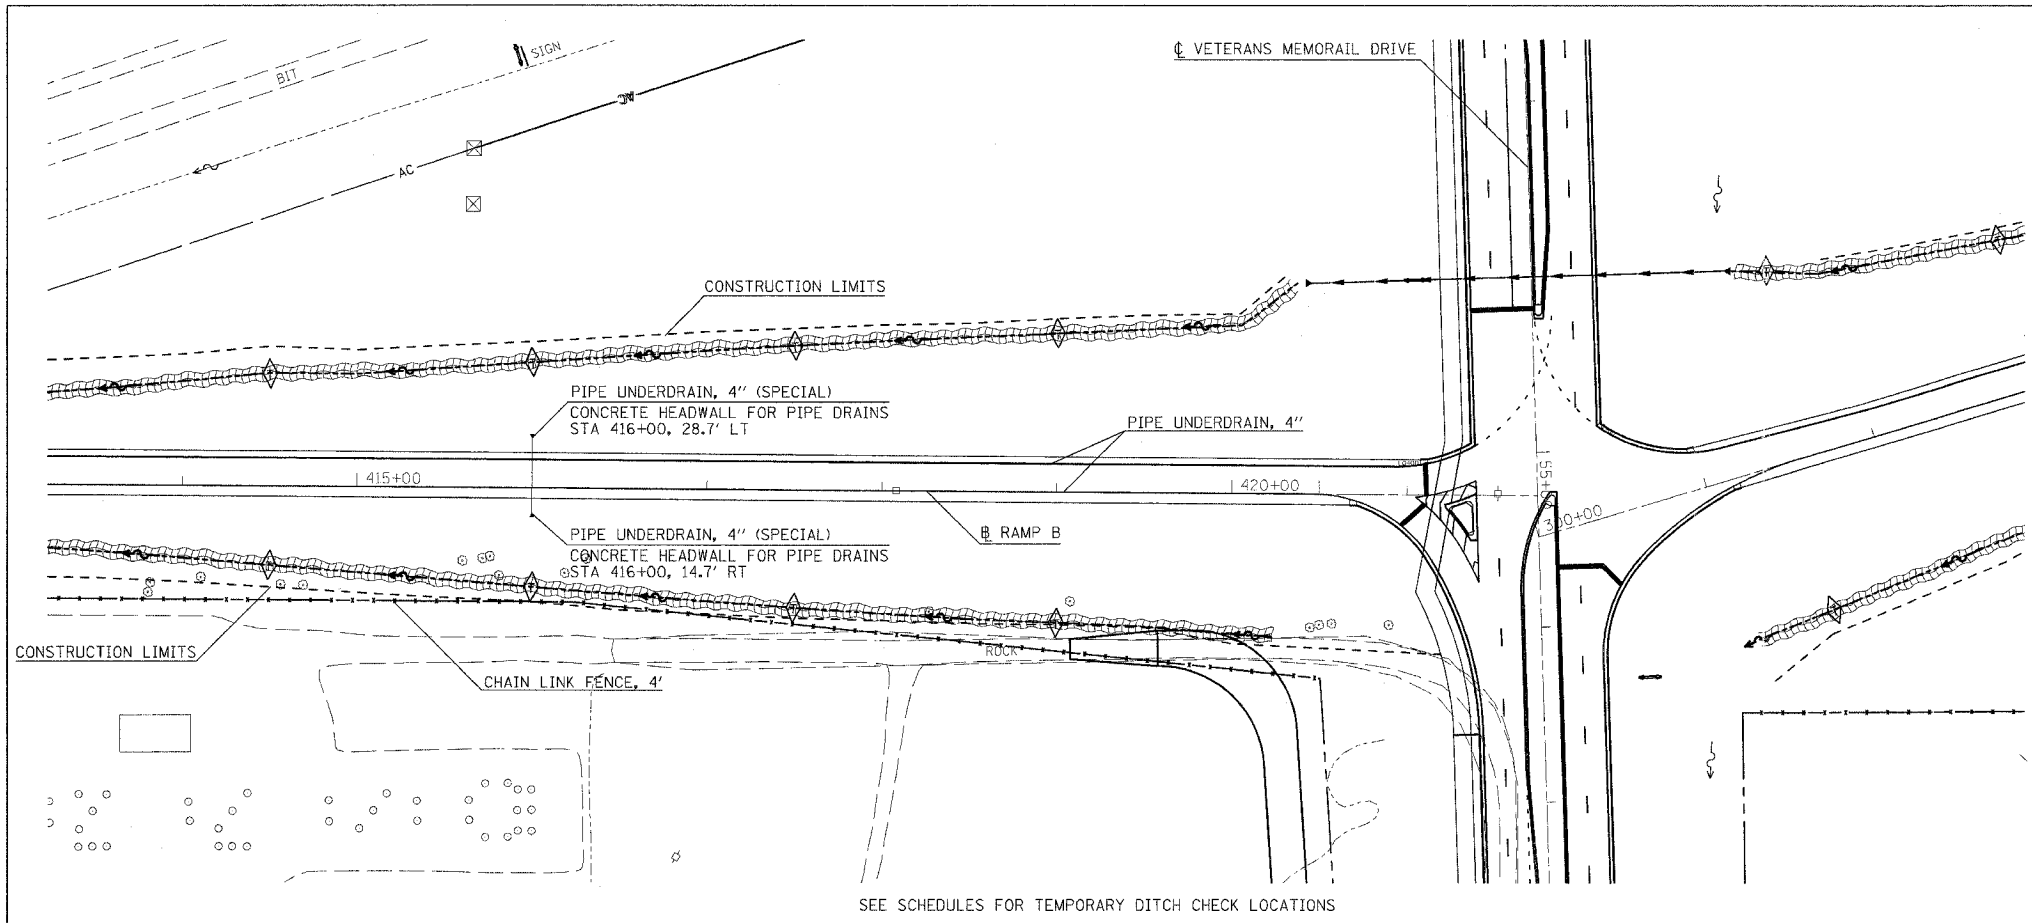 SIGN
BIT
AC
AC
℄ VETERANS MEMORAIL DRIVE
CONSTRUCTION LIMITS
PIPE UNDERDRAIN, 4'' (SPECIAL)
CONCRETE HEADWALL FOR PIPE DRAINS
STA 416+00, 28.7' LT
PIPE UNDERDRAIN, 4''
415+00
420+00
300+00
PIPE UNDERDRAIN, 4'' (SPECIAL)
CONCRETE HEADWALL FOR PIPE DRAINS
STA 416+00, 14.7' RT
RAMP B
CONSTRUCTION LIMITS
ROCK
CHAIN LINK FENCE, 4'
SEE SCHEDULES FOR TEMPORARY DITCH CHECK LOCATIONS